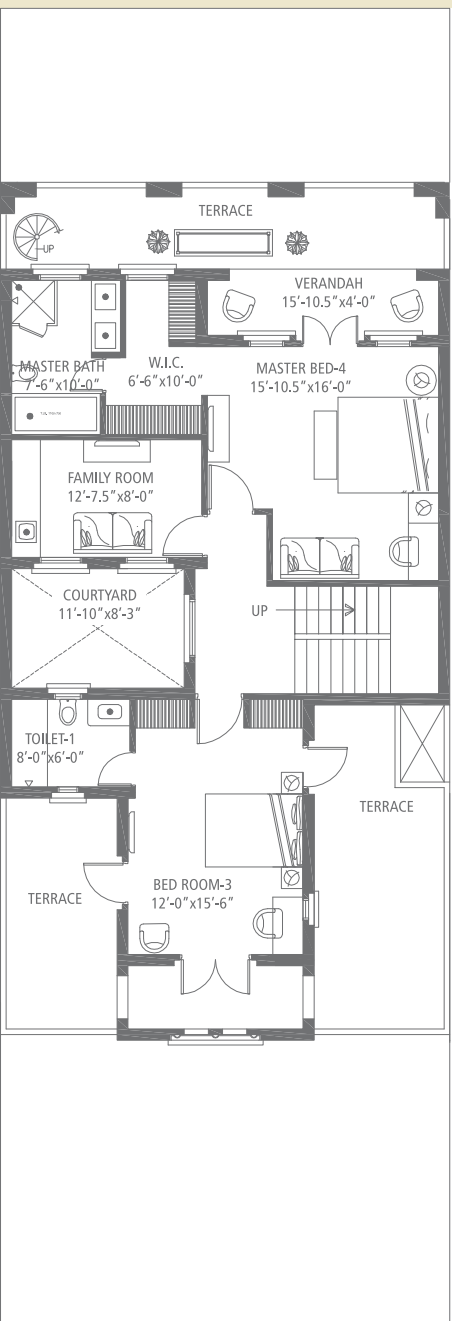 TERRACE
UP
VERANDAH
15'-10.5"x4'-0"
MASTER BATH
7'-6"x10'-0"
W.I.C.
6'-6"x10'-0"
MASTER BED-4
15'-10.5"x16'-0"
FAMILY ROOM
12'-7.5"x8'-0"
COURTYARD
11'-10"x8'-3"
UP
TOILET-1
8'-0"x6'-0"
TERRACE
BED ROOM-3
12'-0"x15'-6"
TERRACE